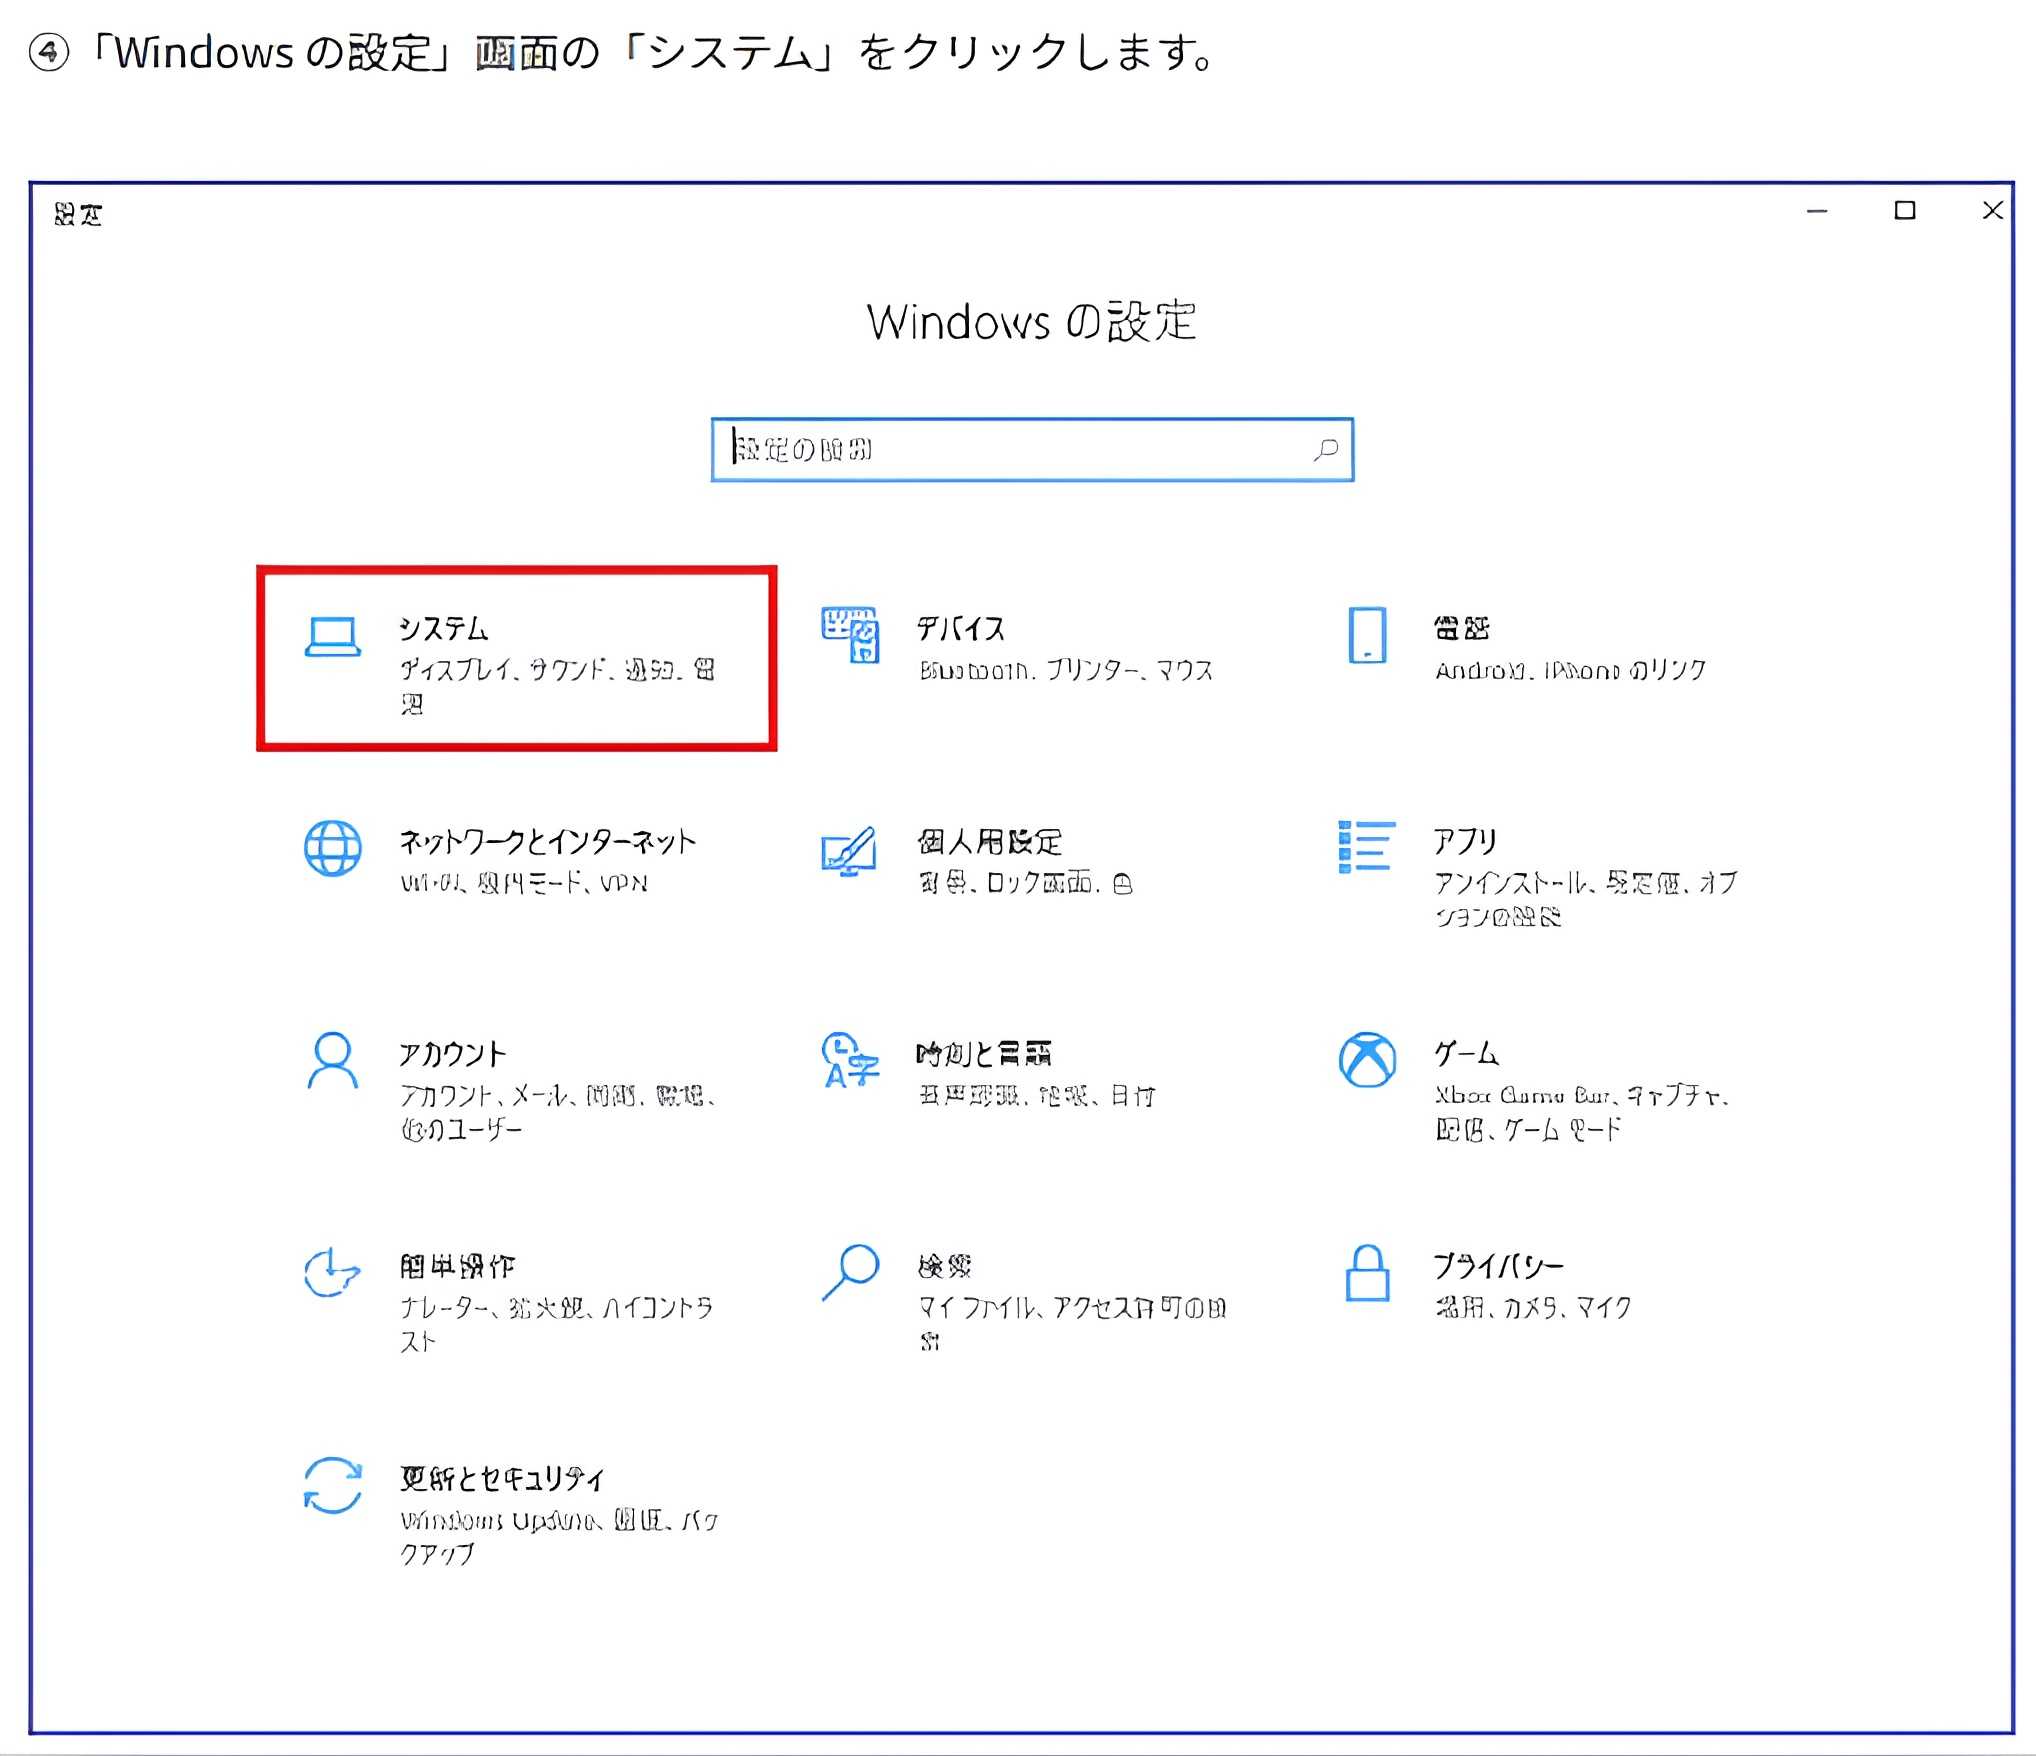 ④「Windows の設定」画面の「システム」をクリックします。
設定
Windows の設定
設定の検索
システム
ディスプレイ、サウンド、通知、電
源
デバイス
Bluetooth、プリンター、マウス
電話
Android、iPhone のリンク
ネットワークとインターネット
Wi-Fi、機内モード、VPN
個人用設定
背景、ロック画面、色
アプリ
アンインストール、既定値、オプ
ションの機能
アカウント
アカウント、メール、同期、職場、
他のユーザー
時刻と言語
音声認識、地域、日付
ゲーム
Xbox Game Bar、キャプチャ、
配信、ゲーム モード
簡単操作
ナレーター、拡大鏡、ハイコントラ
スト
検索
マイ ファイル、アクセス許可の検
索
プライバシー
場所、カメラ、マイク
更新とセキュリティ
Windows Update、回復、バッ
クアップ